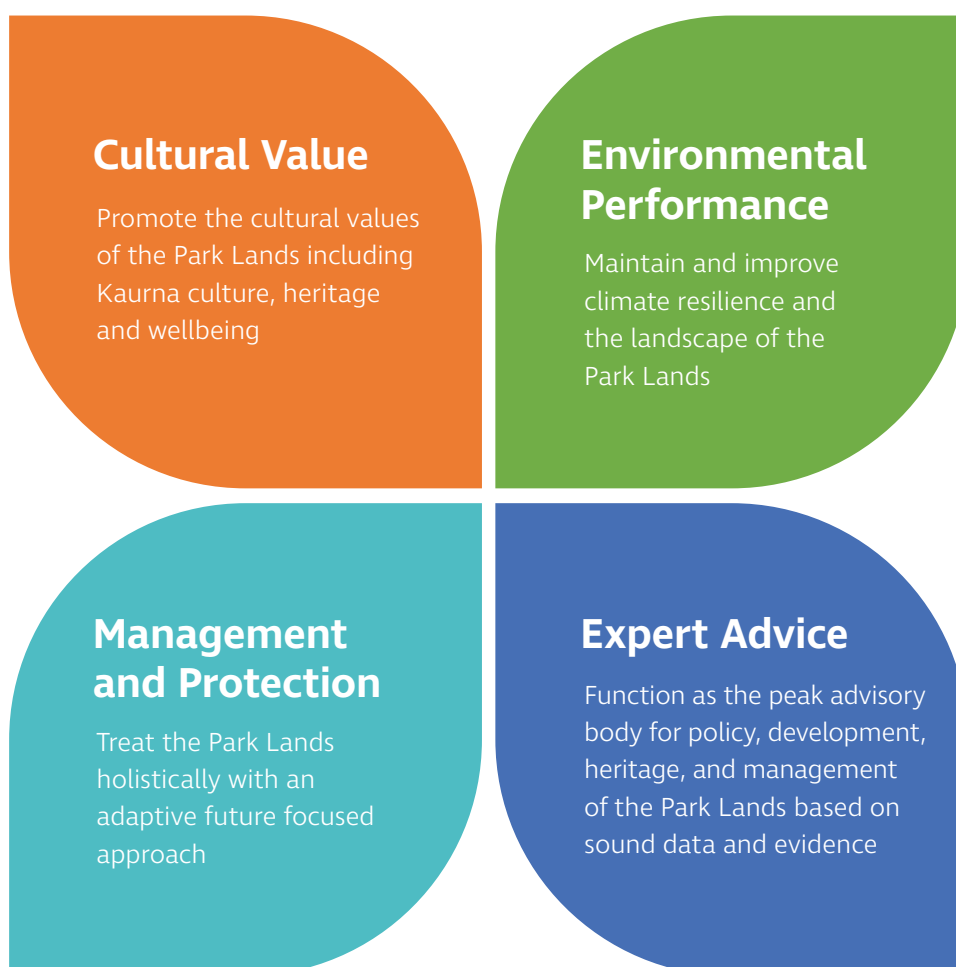 Cultural Value
Promote the cultural values
of the Park Lands including
Kaurna culture, heritage
and wellbeing
Environmental
Performance
Maintain and improve
climate resilience and
the landscape of the
Park Lands
Management
and Protection
Treat the Park Lands
holistically with an
adaptive future focused
approach
Expert Advice
Function as the peak advisory
body for policy, development,
heritage, and management
of the Park Lands based on
sound data and evidence